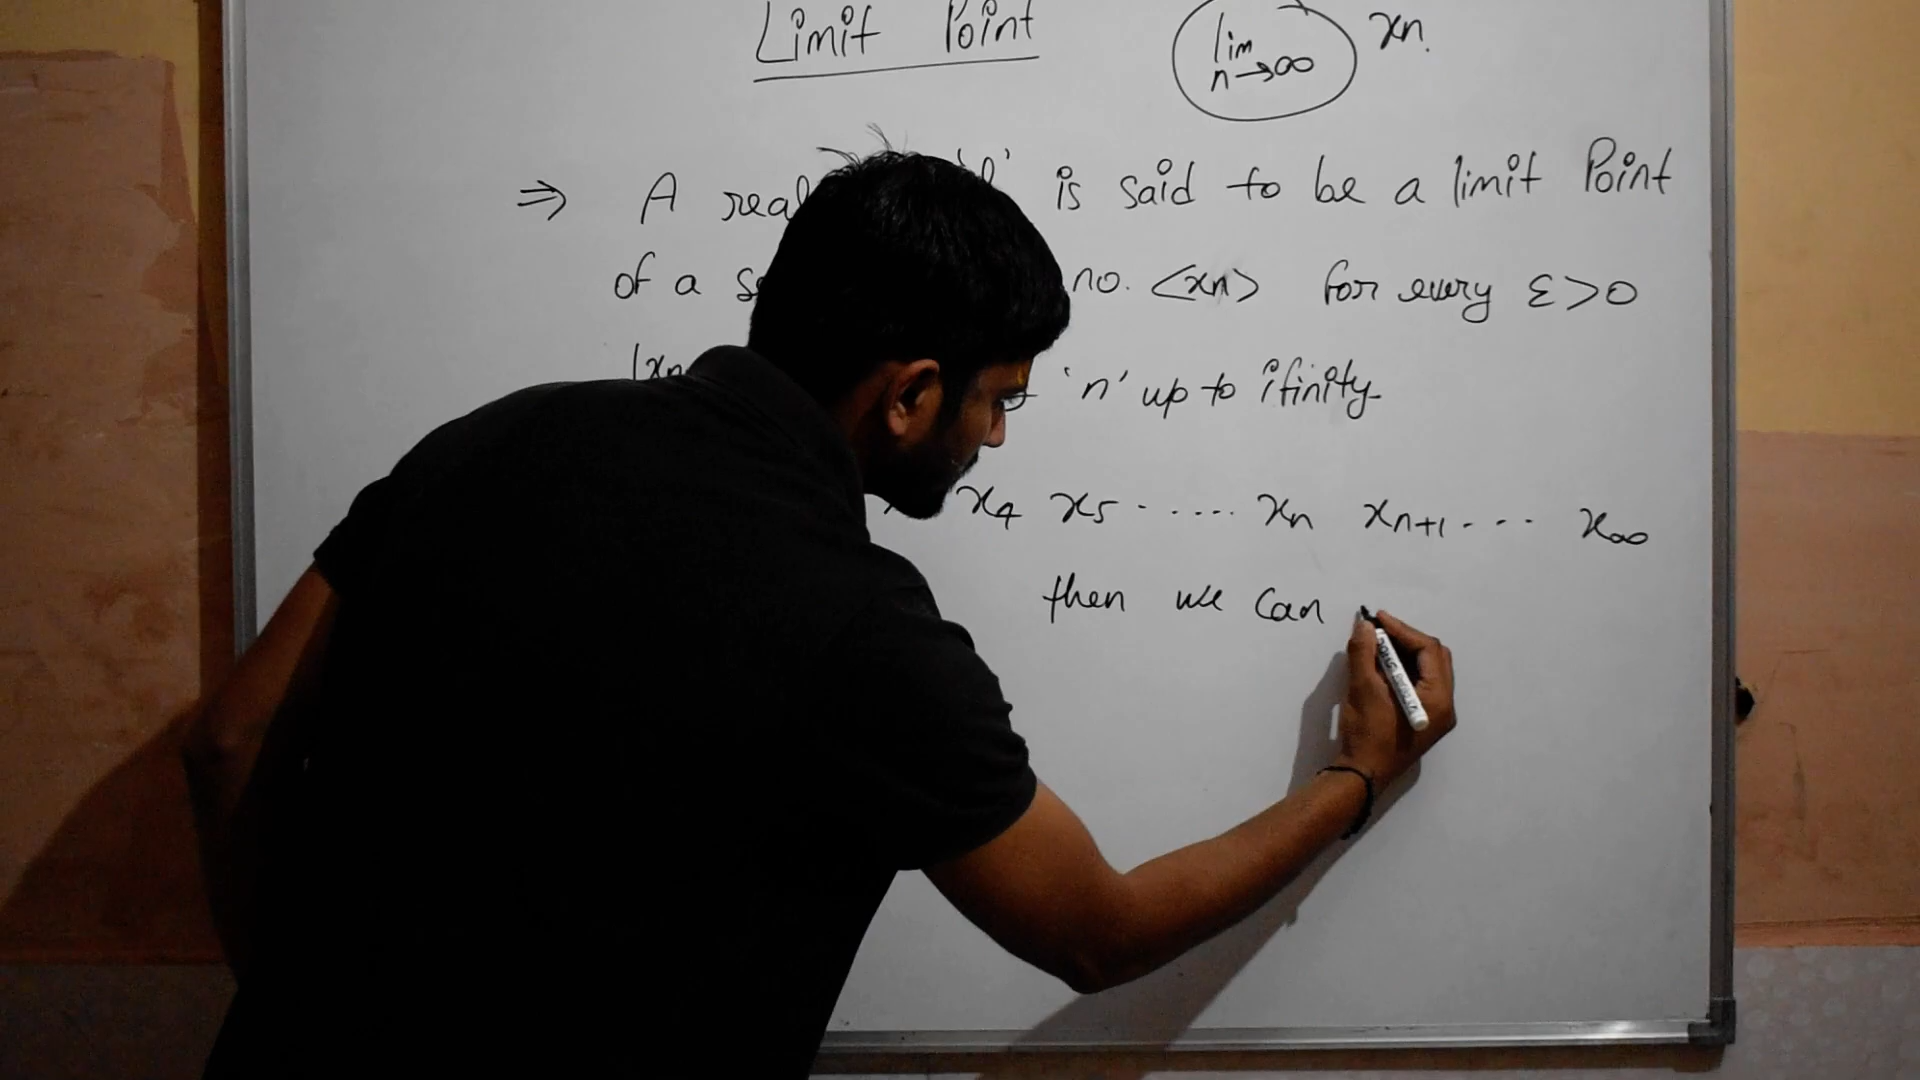 Limit Point
lim n→∞ xn.
⇒ A real 'l' is said to be a limit Point
of a no. <xn> for every ε>0
|xn 'n' up to ifinity
x4 x5 ...... xn xn+1 ... x∞
then we can